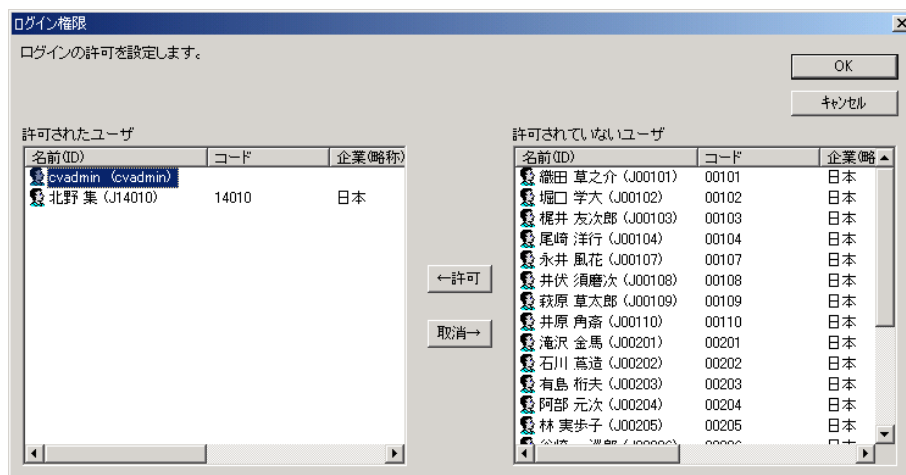 ログイン権限
ログインの許可を設定します。
OK
キャンセル
許可されたユーザ
名前(ID) コード 企業(略称)
cvadmin (cvadmin)
北野 集 (J14010) 14010 日本
←許可
取消→
許可されていないユーザ
名前(ID) コード 企業(略
織田 草之介 (J00101) 00101 日本
堀口 学大 (J00102) 00102 日本
梶井 友次郎 (J00103) 00103 日本
尾崎 洋行 (J00104) 00104 日本
永井 風花 (J00107) 00107 日本
井伏 須磨次 (J00108) 00108 日本
萩原 草太郎 (J00109) 00109 日本
井原 角斎 (J00110) 00110 日本
滝沢 金馬 (J00201) 00201 日本
石川 蔦造 (J00202) 00202 日本
有島 桁夫 (J00203) 00203 日本
阿部 元次 (J00204) 00204 日本
林 実歩子 (J00205) 00205 日本